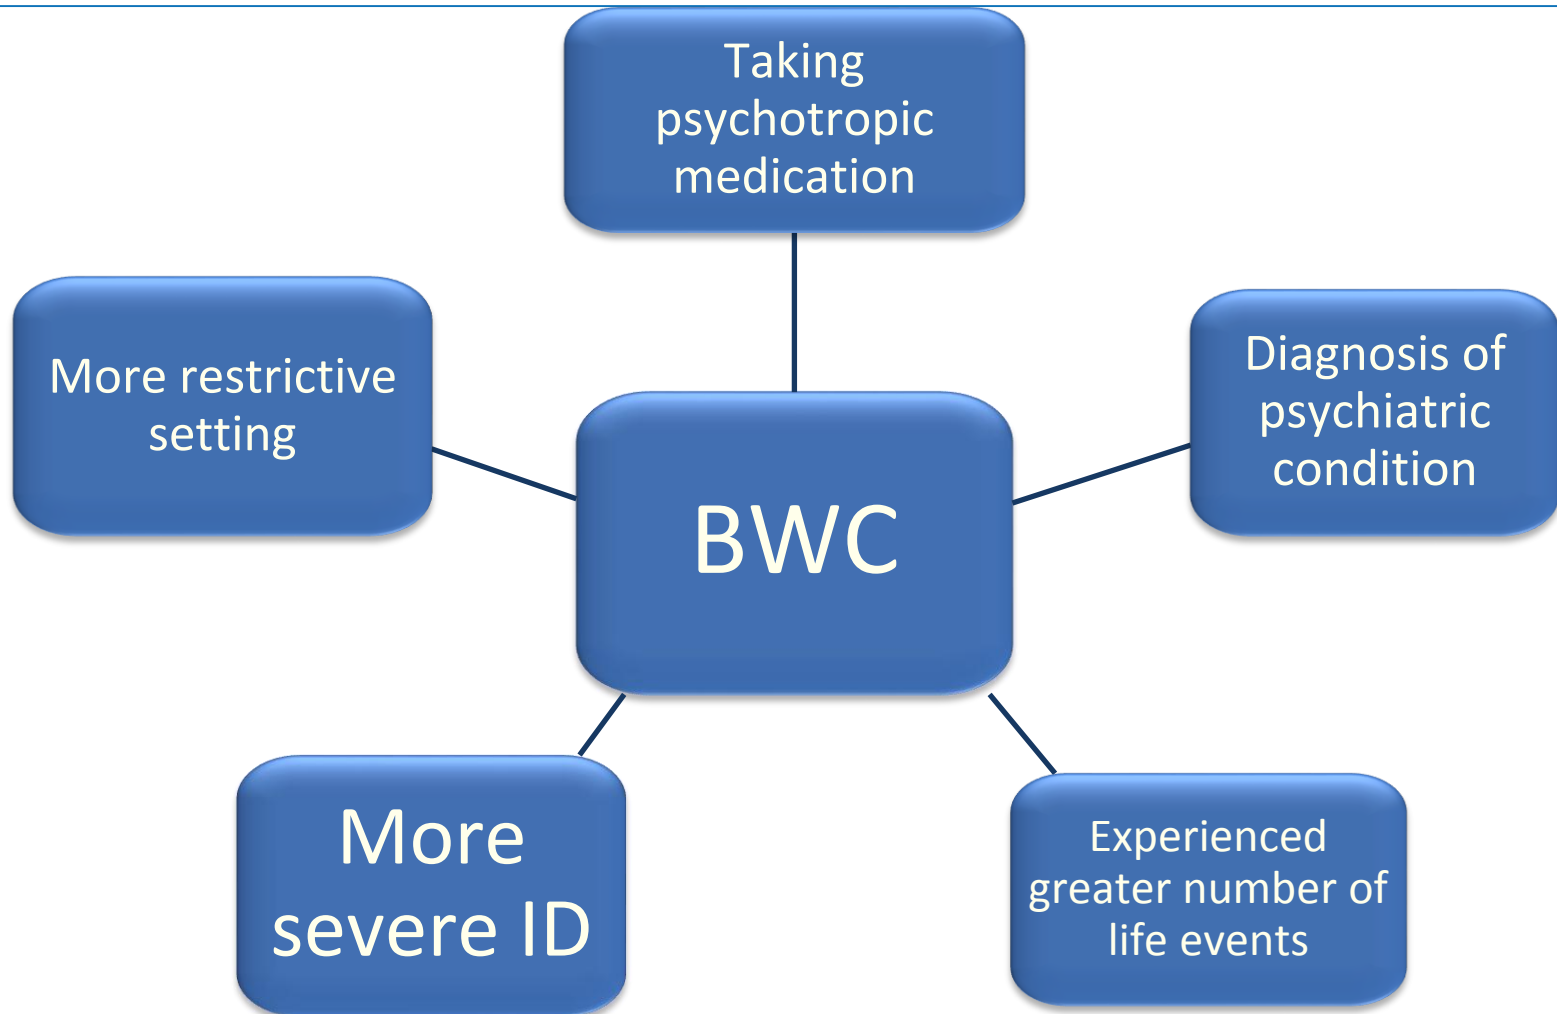 Taking
psychotropic
medication
More restrictive
setting
Diagnosis of
psychiatric
condition
BWC
More
severe ID
Experienced
greater number of
life events